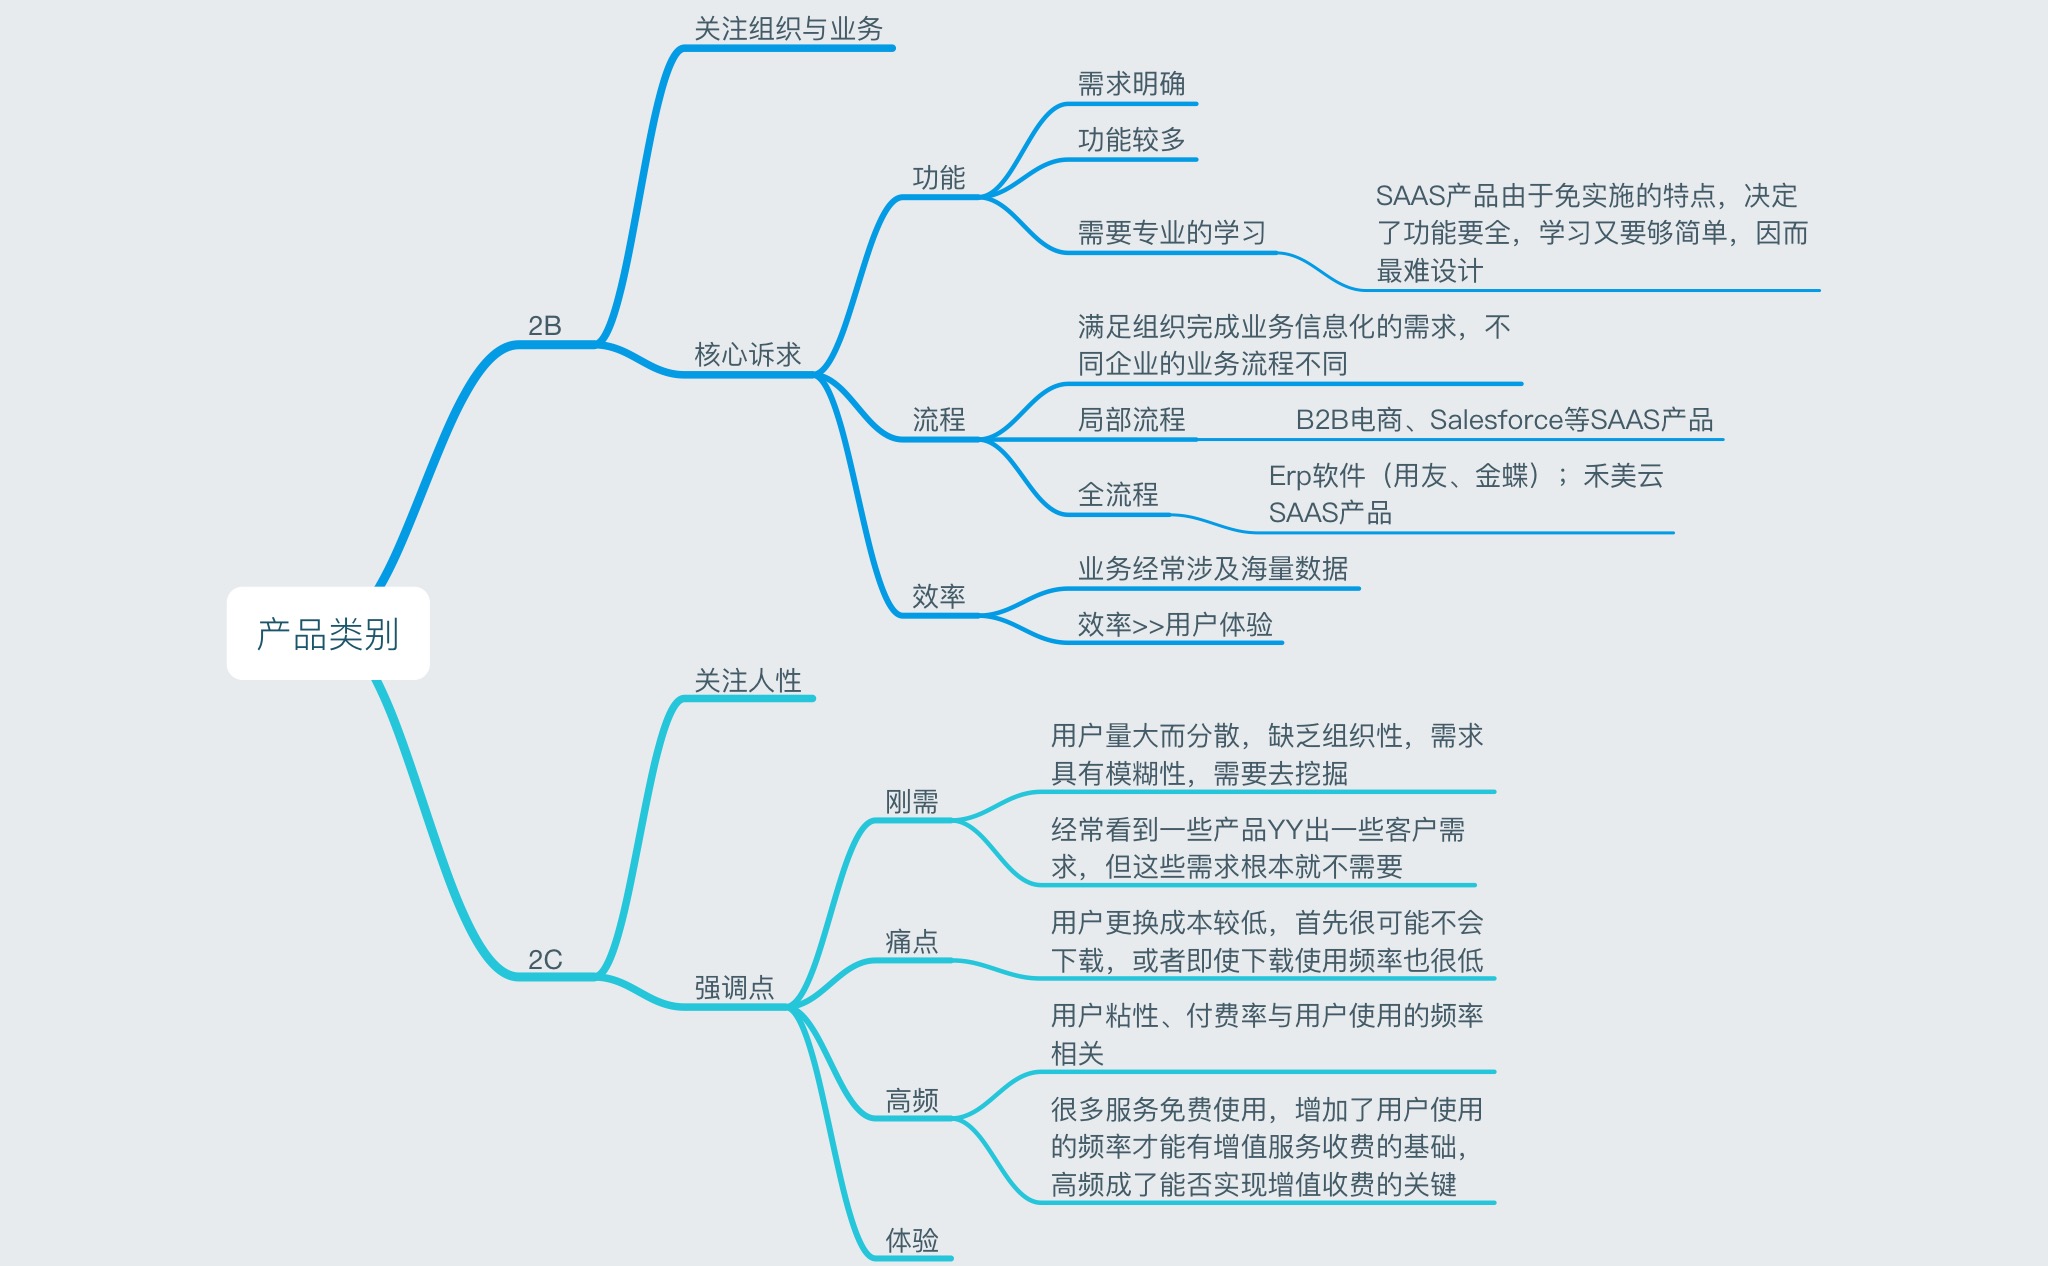 产品类别
2B
关注组织与业务
核心诉求
功能
需求明确
功能较多
需要专业的学习
SAAS产品由于免实施的特点，决定
了功能要全，学习又要够简单，因而
最难设计
流程
满足组织完成业务信息化的需求，不
同企业的业务流程不同
局部流程
B2B电商、Salesforce等SAAS产品
全流程
Erp软件（用友、金蝶）；禾美云
SAAS产品
效率
业务经常涉及海量数据
效率>>用户体验
2C
关注人性
强调点
刚需
用户量大而分散，缺乏组织性，需求
具有模糊性，需要去挖掘
经常看到一些产品YY出一些客户需
求，但这些需求根本就不需要
痛点
用户更换成本较低，首先很可能不会
下载，或者即使下载使用频率也很低
高频
用户粘性、付费率与用户使用的频率
相关
很多服务免费使用，增加了用户使用
的频率才能有增值服务收费的基础，
高频成了能否实现增值收费的关键
体验